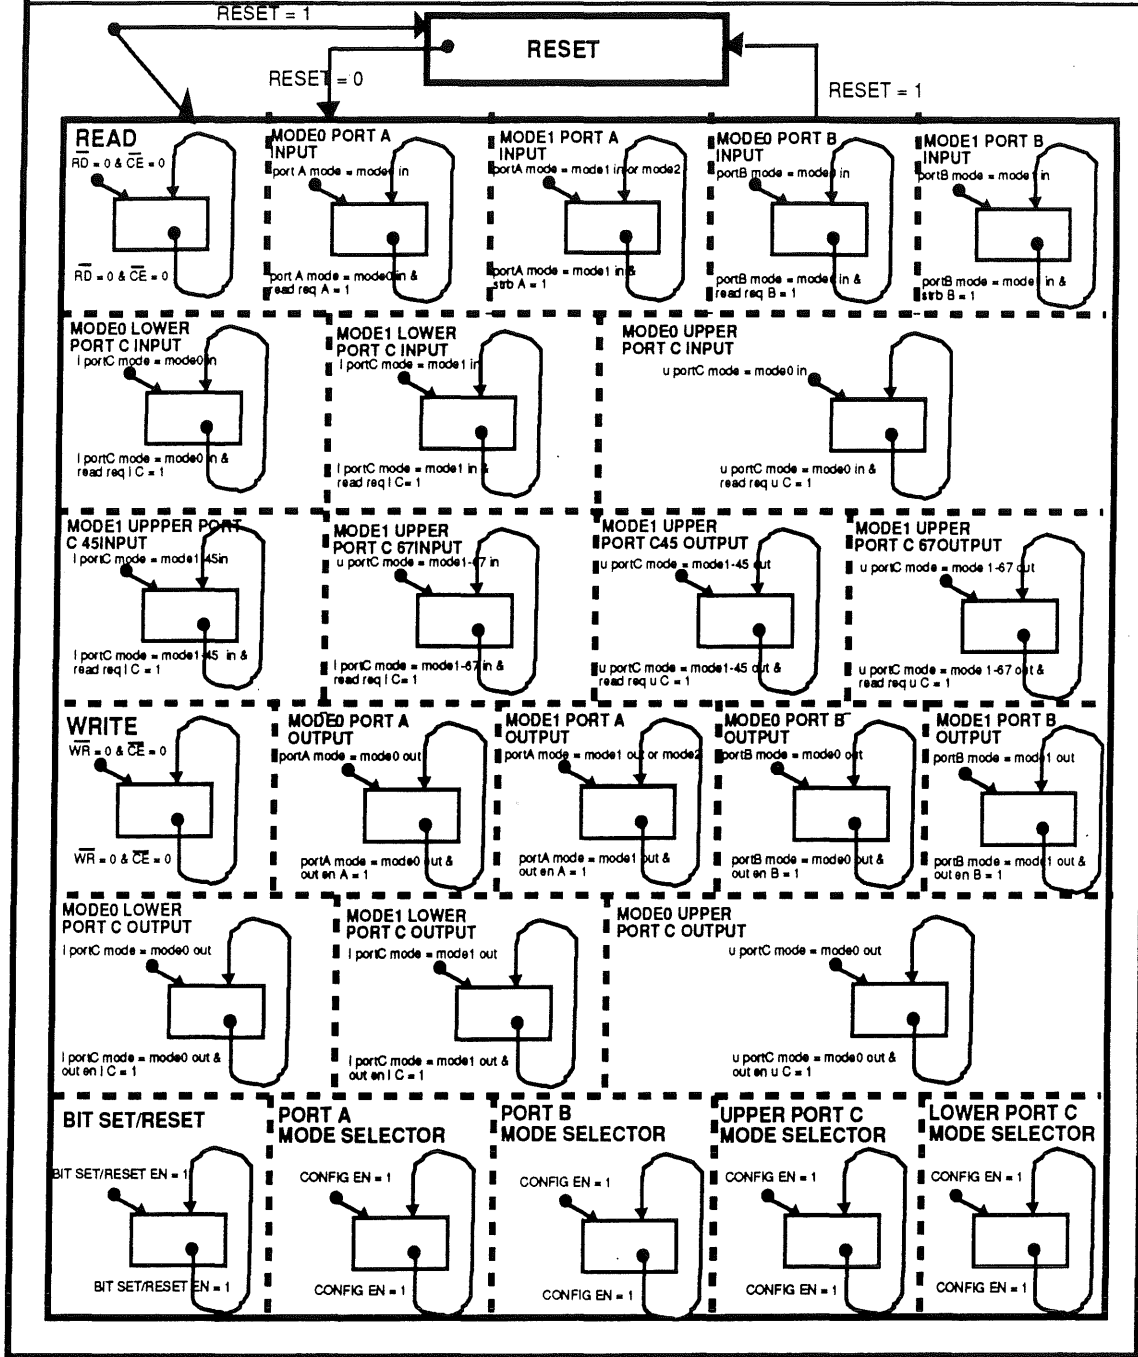 RESET = 1
RESET
RESET = 0
RESET = 1
READ
RD = 0 & CE = 0
RD = 0 & CE = 0
MODE0 PORT A
INPUT
port A mode = mode0 in
port A mode = mode0 in &
read req A = 1
MODE1 PORT A
INPUT
portA mode = mode1 in or mode2
portA mode = mode1 in &
strb A = 1
MODE0 PORT B
INPUT
portB mode = mode0 in
portB mode = mode0 in &
read req B = 1
MODE1 PORT B
INPUT
portB mode = mode1 in
portB mode = mode1 in &
strb B = 1
MODE0 LOWER
PORT C INPUT
l portC mode = mode0 in
l portC mode = mode0 in &
read req l C = 1
MODE1 LOWER
PORT C INPUT
l portC mode = mode1 in
l portC mode = mode1 in &
read req l C= 1
MODE0 UPPER
PORT C INPUT
u portC mode = mode0 in
u portC mode = mode0 in &
read req u C = 1
MODE1 UPPPER PORT
C 45INPUT
l portC mode = mode1-45in
l portC mode = mode1-45 in &
read req l C = 1
MODE1 UPPER
PORT C 67INPUT
u portC mode = mode1-67 in
l portC mode = mode1-67 in &
read req l C= 1
MODE1 UPPER
PORT C45 OUTPUT
u portC mode = mode1-45 out
u portC mode = mode1-45 out &
read req u C = 1
MODE1 UPPER
PORT C 67OUTPUT
u portC mode = mode 1-67 out
u portC mode = mode 1-67 out &
read req u C = 1
WRITE
WR = 0 & CE = 0
WR = 0 & CE = 0
MODE0 PORT A
OUTPUT
portA mode = mode0 out
portA mode = mode0 out &
out en A = 1
MODE1 PORT A
OUTPUT
portA mode = mode1 out or mode2
portA mode = mode1 out &
out en A = 1
MODE0 PORT B
OUTPUT
portB mode = mode0 out
portB mode = mode0 out &
out en B = 1
MODE1 PORT B
OUTPUT
portB mode = mode1 out
portB mode = mode1 out &
out en B = 1
MODE0 LOWER
PORT C OUTPUT
l portC mode = mode0 out
l portC mode = mode0 out &
out en l C = 1
MODE1 LOWER
PORT C OUTPUT
l portC mode = mode1 out
l portC mode = mode1 out &
out en l C = 1
MODE0 UPPER
PORT C OUTPUT
u portC mode = mode0 out
u portC mode = mode0 out &
out en u C = 1
BIT SET/RESET
BIT SET/RESET EN = 1
BIT SET/RESET EN = 1
PORT A
MODE SELECTOR
CONFIG EN = 1
CONFIG EN = 1
PORT B
MODE SELECTOR
CONFIG EN = 1
CONFIG EN = 1
UPPER PORT C
MODE SELECTOR
CONFIG EN = 1
CONFIG EN = 1
LOWER PORT C
MODE SELECTOR
CONFIG EN = 1
CONFIG EN = 1